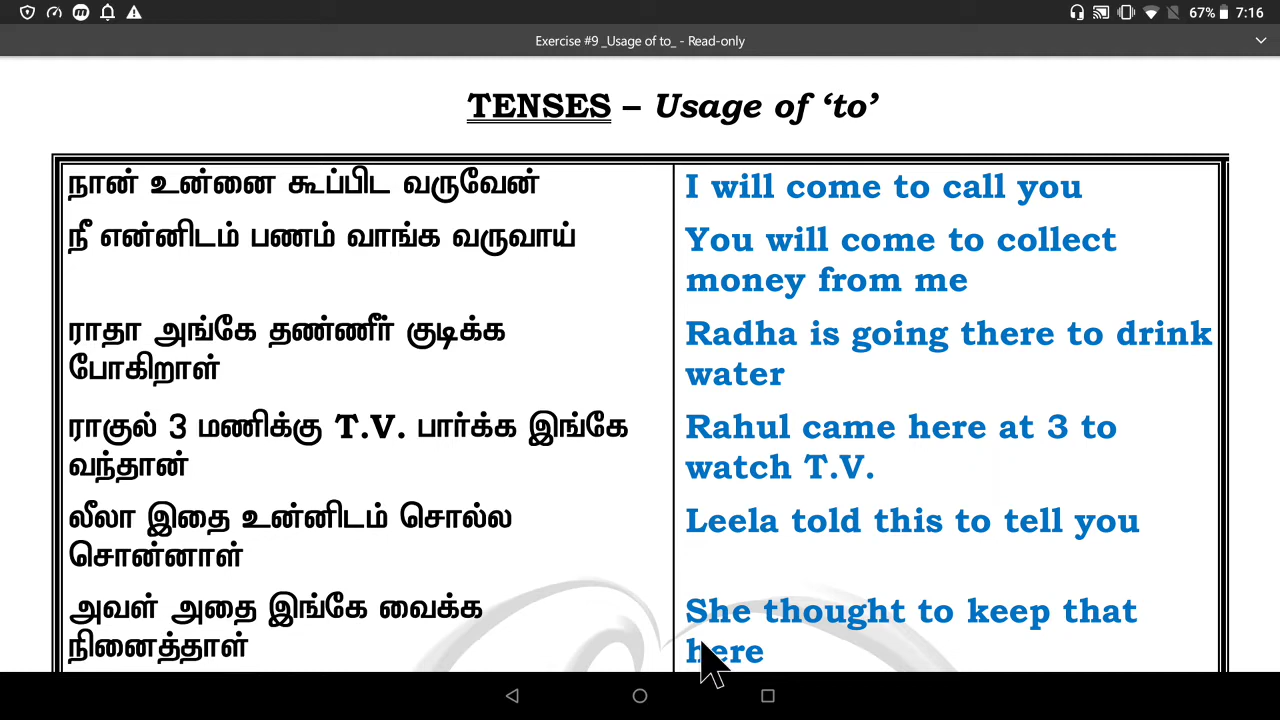 67% 7:16
Exercise #9 _Usage of to_ - Read-only
TENSES – Usage of ‘to’
நான் உன்னை கூப்பிட வருவேன்
I will come to call you
நீ என்னிடம் பணம் வாங்க வருவாய்
You will come to collect
money from me
ராதா அங்கே தண்ணீர் குடிக்க
போகிறாள்
Radha is going there to drink
water
ராகுல் 3 மணிக்கு T.V. பார்க்க இங்கே
வந்தான்
Rahul came here at 3 to
watch T.V.
லீலா இதை உன்னிடம் சொல்ல
சொன்னாள்
Leela told this to tell you
அவள் அதை இங்கே வைக்க
நினைத்தாள்
She thought to keep that
here